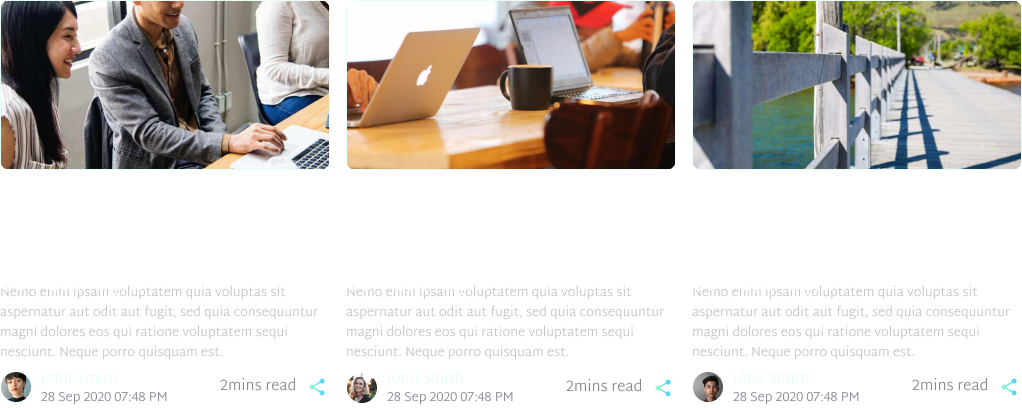 Nemo enim ipsam voluptatem quia voluptas sit
aspernatur aut odit aut fugit, sed quia consequuntur
magni dolores eos qui ratione voluptatem sequi
nesciunt. Neque porro quisquam est.
John Smith
28 Sep 2020 07:48 PM
2mins read
Nemo enim ipsam voluptatem quia voluptas sit
aspernatur aut odit aut fugit, sed quia consequuntur
magni dolores eos qui ratione voluptatem sequi
nesciunt. Neque porro quisquam est.
John Smith
28 Sep 2020 07:48 PM
2mins read
Nemo enim ipsam voluptatem quia voluptas sit
aspernatur aut odit aut fugit, sed quia consequuntur
magni dolores eos qui ratione voluptatem sequi
nesciunt. Neque porro quisquam est.
John Smith
28 Sep 2020 07:48 PM
2mins read